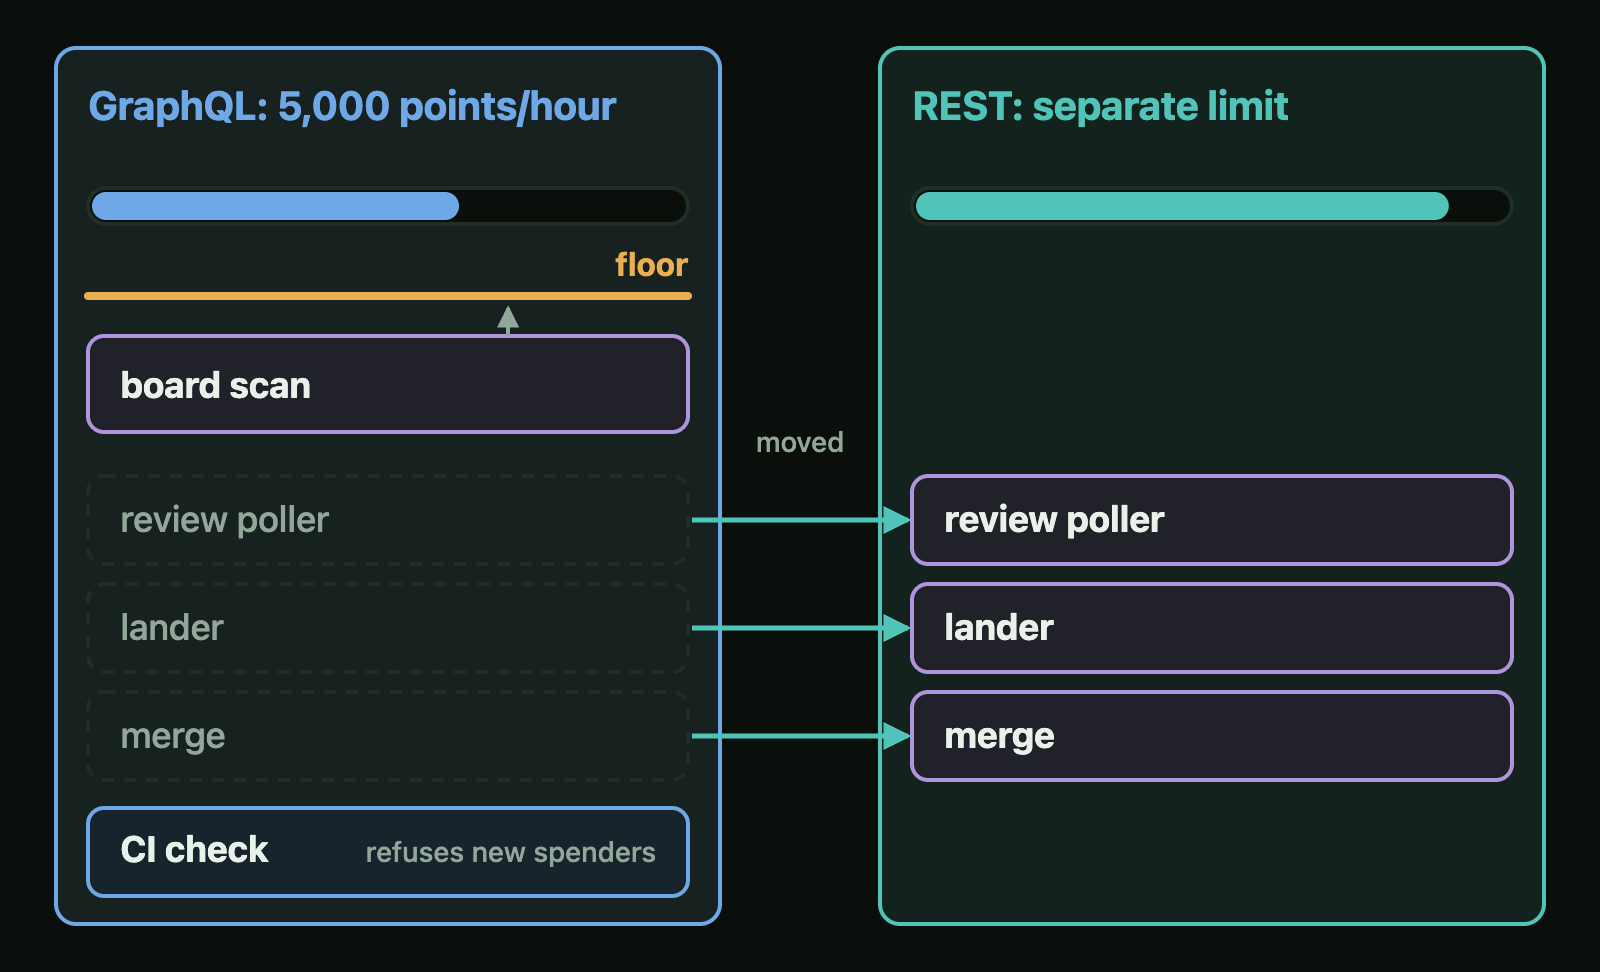 GraphQL: 5,000 points/hour
floor
board scan
review poller
lander
merge
CI check
refuses new spenders
moved
REST: separate limit
review poller
lander
merge